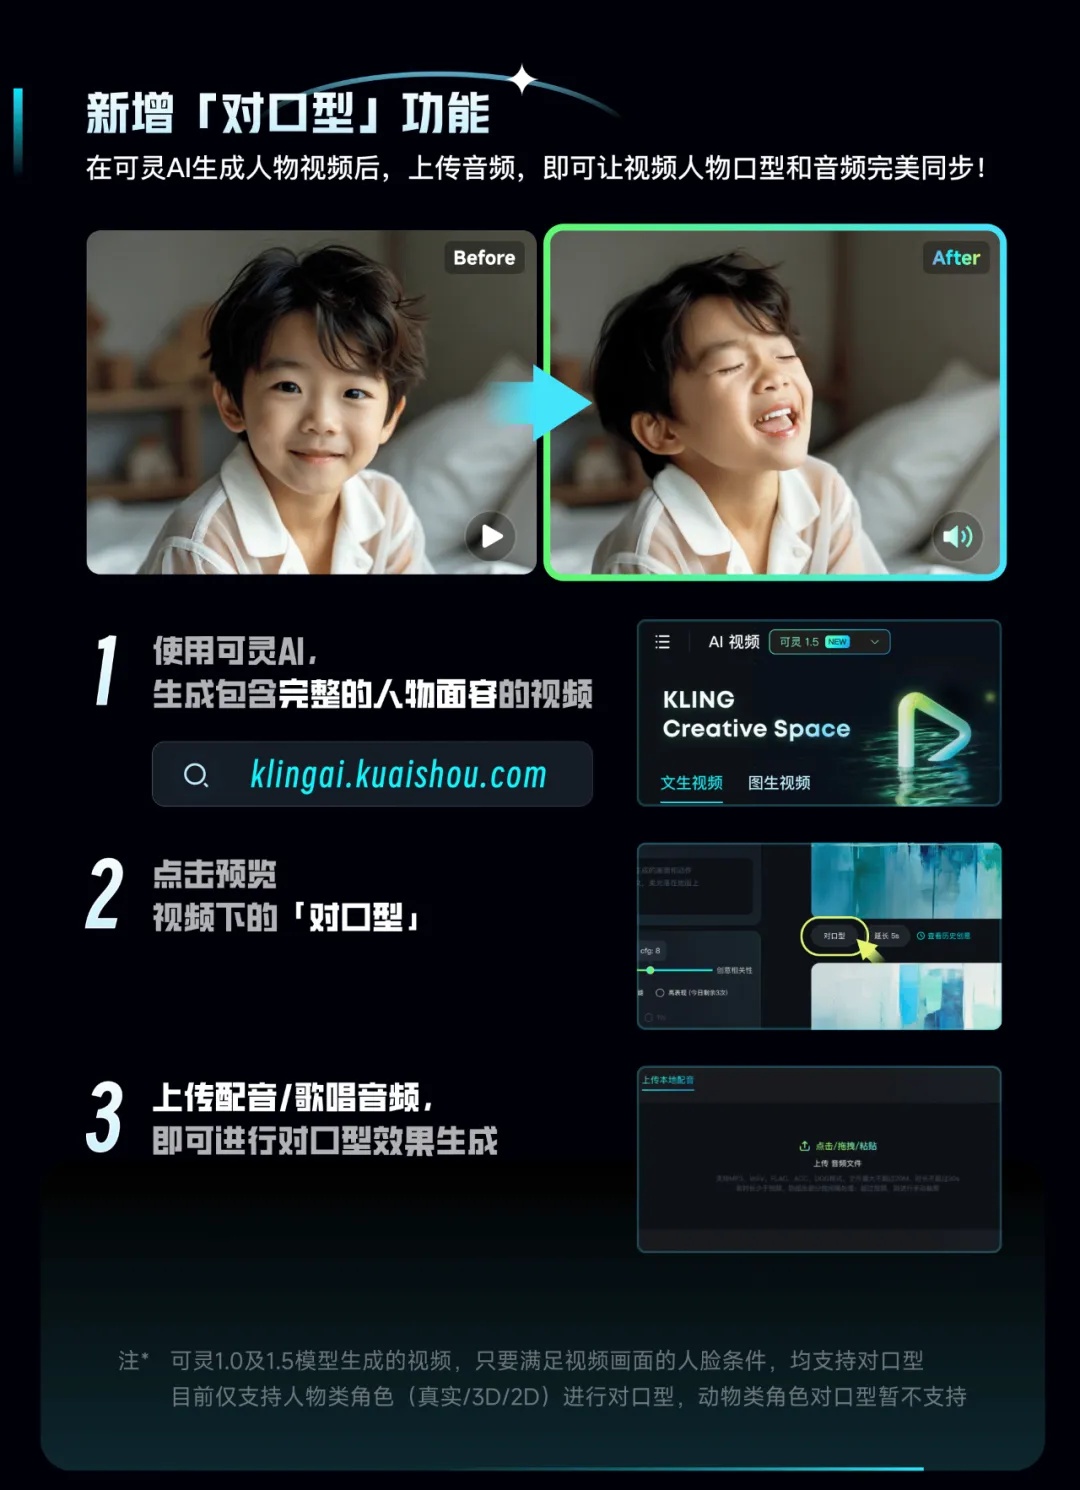 新增「对口型」功能
在可灵AI生成人物视频后，上传音频，即可让视频人物口型和音频完美同步！
Before
After
1
使用可灵AI，
生成包含完整的人物面容的视频
klingai.kuaishou.com
AI 视频
可灵 1.5 NEW
KLING
Creative Space
文生视频 图生视频
2
点击预览
视频下的「对口型」
cfg: 8
创意相关性
高表现 (今日剩余3次)
对口型 延长 5s 查看历史创意
3
上传配音/歌唱音频，
即可进行对口型效果生成
上传本地配音
点击/拖拽/粘贴
上传 音频文件
注* 可灵1.0及1.5模型生成的视频，只要满足视频画面的人脸条件，均支持对口型
目前仅支持人物类角色（真实/3D/2D）进行对口型，动物类角色对口型暂不支持